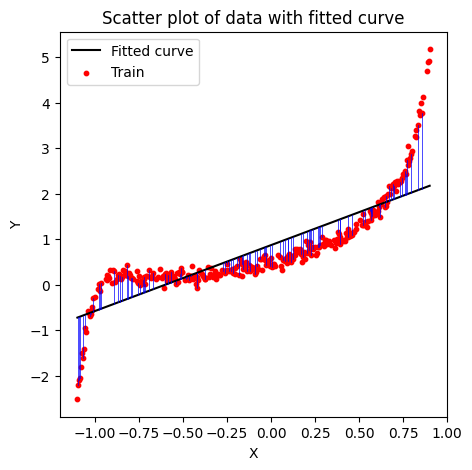 Scatter plot of data with fitted curve
Fitted curve
Train
Y
5
4
3
2
1
0
−1
−2
−1.00 −0.75 −0.50 −0.25 0.00 0.25 0.50 0.75 1.00
X